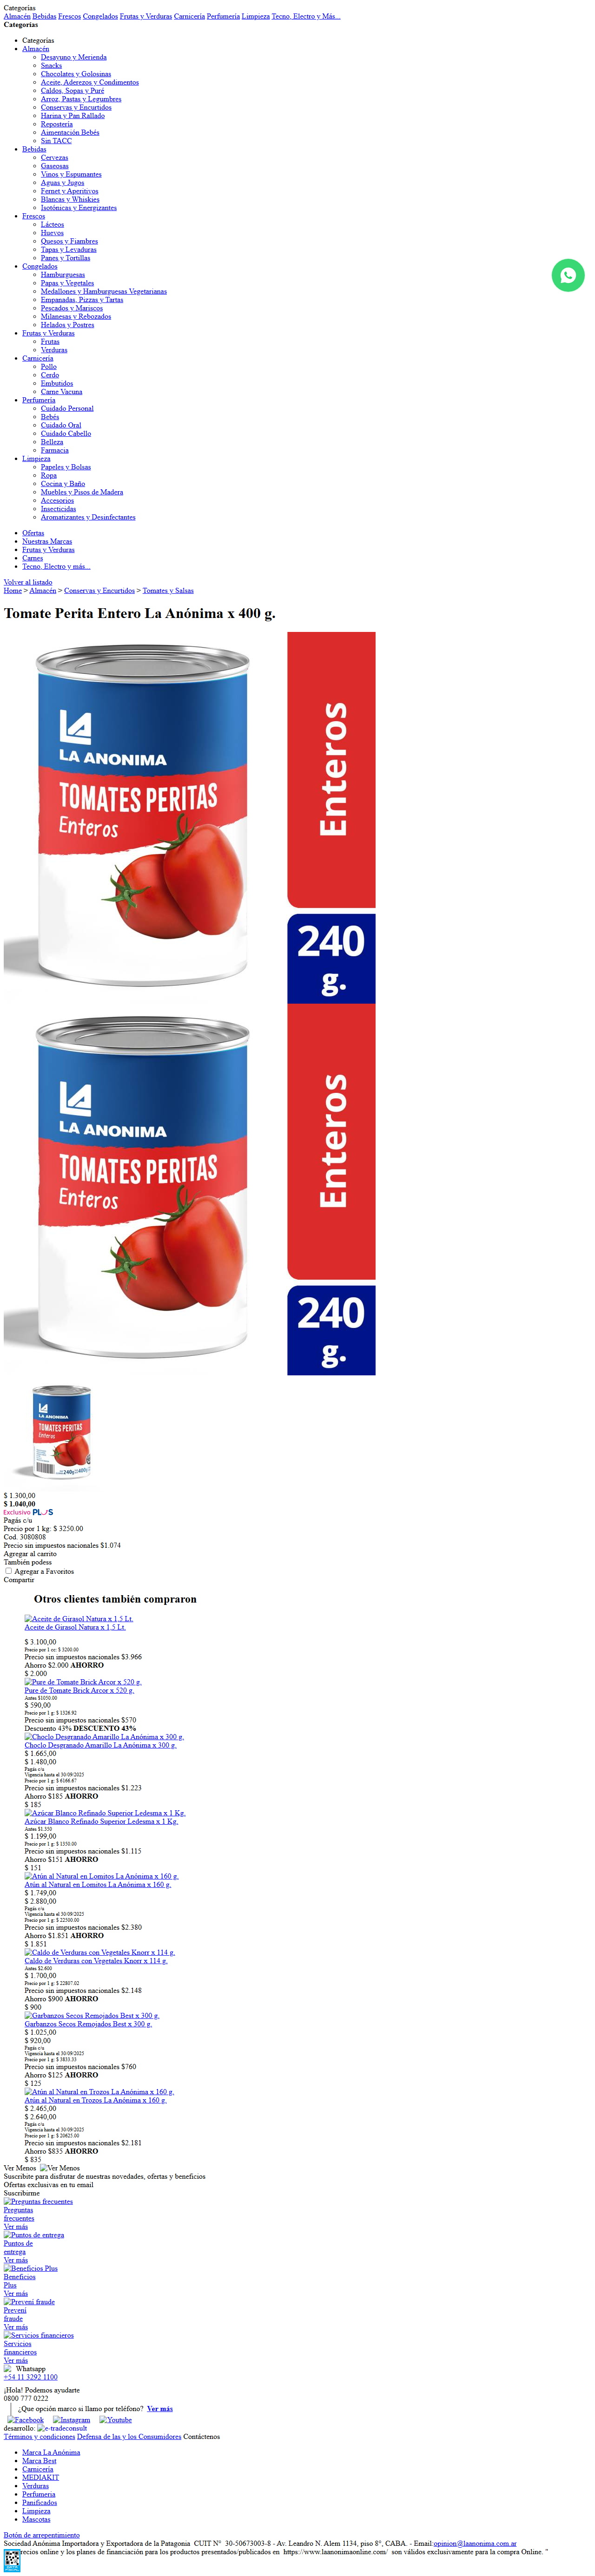 Categorías
Almacén Bebidas Frescos Congelados Frutas y Verduras Carnicería Perfumería Limpieza Tecno, Electro y Más...
Categorías
Categorías
Almacén
Desayuno y Merienda
Snacks
Chocolates y Golosinas
Aceite, Aderezos y Condimentos
Caldos, Sopas y Puré
Arroz, Pastas y Legumbres
Conservas y Encurtidos
Harina y Pan Rallado
Repostería
Aimentación Bebés
Sin TACC
Bebidas
Cervezas
Gaseosas
Vinos y Espumantes
Aguas y Jugos
Fernet y Aperitivos
Blancas y Whiskies
Isotónicas y Energizantes
Frescos
Lácteos
Huevos
Quesos y Fiambres
Tapas y Levaduras
Panes y Tortillas
Congelados
Hamburguesas
Papas y Vegetales
Medallones y Hamburguesas Vegetarianas
Empanadas, Pizzas y Tartas
Pescados y Mariscos
Milanesas y Rebozados
Helados y Postres
Frutas y Verduras
Frutas
Verduras
Carnicería
Pollo
Cerdo
Embutidos
Carne Vacuna
Perfumería
Cuidado Personal
Bebés
Cuidado Oral
Cuidado Cabello
Belleza
Farmacia
Limpieza
Papeles y Bolsas
Ropa
Cocina y Baño
Muebles y Pisos de Madera
Accesorios
Insecticidas
Aromatizantes y Desinfectantes
Ofertas
Nuestras Marcas
Frutas y Verduras
Carnes
Tecno, Electro y más...
Volver al listado
Home > Almacén > Conservas y Encurtidos > Tomates y Salsas
Tomate Perita Entero La Anónima x 400 g.
LA ANONIMA
TOMATES PERITAS
Enteros
Enteros
240
g.
LA ANONIMA
TOMATES PERITAS
Enteros
Enteros
240
g.
LA ANONIMA
TOMATES PERITAS
Enteros
$ 1.300,00
$ 1.040,00
Exclusivo PLUS
Pagás c/u
Precio por 1 kg: $ 3250.00
Cod. 3080808
Precio sin impuestos nacionales $1.074
Agregar al carrito
También podess
Agregar a Favoritos
Compartir
Otros clientes también compraron
Aceite de Girasol Natura x 1,5 Lt.
Aceite de Girasol Natura x 1,5 Lt.
$ 3.100,00
Precio por 1 cc: $ 3200.00
Precio sin impuestos nacionales $3.966
Ahorro $2.000 AHORRO
$ 2.000
Pure de Tomate Brick Arcor x 520 g.
Pure de Tomate Brick Arcor x 520 g.
Antes $1050.00
$ 590,00
Precio por 1 g: $ 1326.92
Precio sin impuestos nacionales $570
Descuento 43% DESCUENTO 43%
Choclo Desgranado Amarillo La Anónima x 300 g.
Choclo Desgranado Amarillo La Anónima x 300 g.
$ 1.665,00
$ 1.480,00
Pagás c/u
Vigencia hasta el 30/09/2025
Precio por 1 g: $ 6166.67
Precio sin impuestos nacionales $1.223
Ahorro $185 AHORRO
$ 185
Azúcar Blanco Refinado Superior Ledesma x 1 Kg.
Azúcar Blanco Refinado Superior Ledesma x 1 Kg.
Antes $1.350
$ 1.199,00
Precio por 1 g: $ 1350.00
Precio sin impuestos nacionales $1.115
Ahorro $151 AHORRO
$ 151
Atún al Natural en Lomitos La Anónima x 160 g.
Atún al Natural en Lomitos La Anónima x 160 g.
$ 1.749,00
$ 2.880,00
Pagás c/u
Vigencia hasta el 30/09/2025
Precio por 1 g: $ 22500.00
Precio sin impuestos nacionales $2.380
Ahorro $1.851 AHORRO
$ 1.851
Caldo de Verduras con Vegetales Knorr x 114 g.
Caldo de Verduras con Vegetales Knorr x 114 g.
Antes $2.600
$ 1.700,00
Precio por 1 g: $ 22807.02
Precio sin impuestos nacionales $2.148
Ahorro $900 AHORRO
$ 900
Garbanzos Secos Remojados Best x 300 g.
Garbanzos Secos Remojados Best x 300 g.
$ 1.025,00
$ 920,00
Pagás c/u
Vigencia hasta el 30/09/2025
Precio por 1 g: $ 3833.33
Precio sin impuestos nacionales $760
Ahorro $125 AHORRO
$ 125
Atún al Natural en Trozos La Anónima x 160 g.
Atún al Natural en Trozos La Anónima x 160 g.
$ 2.465,00
$ 2.640,00
Pagás c/u
Vigencia hasta el 30/09/2025
Precio por 1 g: $ 20625.00
Precio sin impuestos nacionales $2.181
Ahorro $835 AHORRO
$ 835
Ver Menos Ver Menos
Suscribite para disfrutar de nuestras novedades, ofertas y beneficios
Ofertas exclusivas en tu email
Suscribirme
Preguntas frecuentes
Preguntas
frecuentes
Ver más
Puntos de entrega
Puntos de
entrega
Ver más
Beneficios Plus
Beneficios
Plus
Ver más
Prevení fraude
Prevení
fraude
Ver más
Servicios financieros
Servicios
financieros
Ver más
Whatsapp
+54 11 3292 1100
¡Hola! Podemos ayudarte
0800 777 0222
¿Que opción marco si llamo por teléfono? Ver más
Facebook Instagram Youtube
desarrollo: e-tradeconsult
Términos y condiciones Defensa de las y los Consumidores Contáctenos
Marca La Anónima
Marca Best
Carnicería
MEDIAKIT
Verduras
Perfumeria
Panificados
Limpieza
Mascotas
Botón de arrepentimiento
Sociedad Anónima Importadora y Exportadora de la Patagonia CUIT N° 30-50673003-8 - Av. Leandro N. Alem 1134, piso 8°, CABA. - Email:opinion@laanonima.com.ar
recios online y los planes de financiación para los productos presentados/publicados en https://www.laanonimaonline.com/ son válidos exclusivamente para la compra Online. "